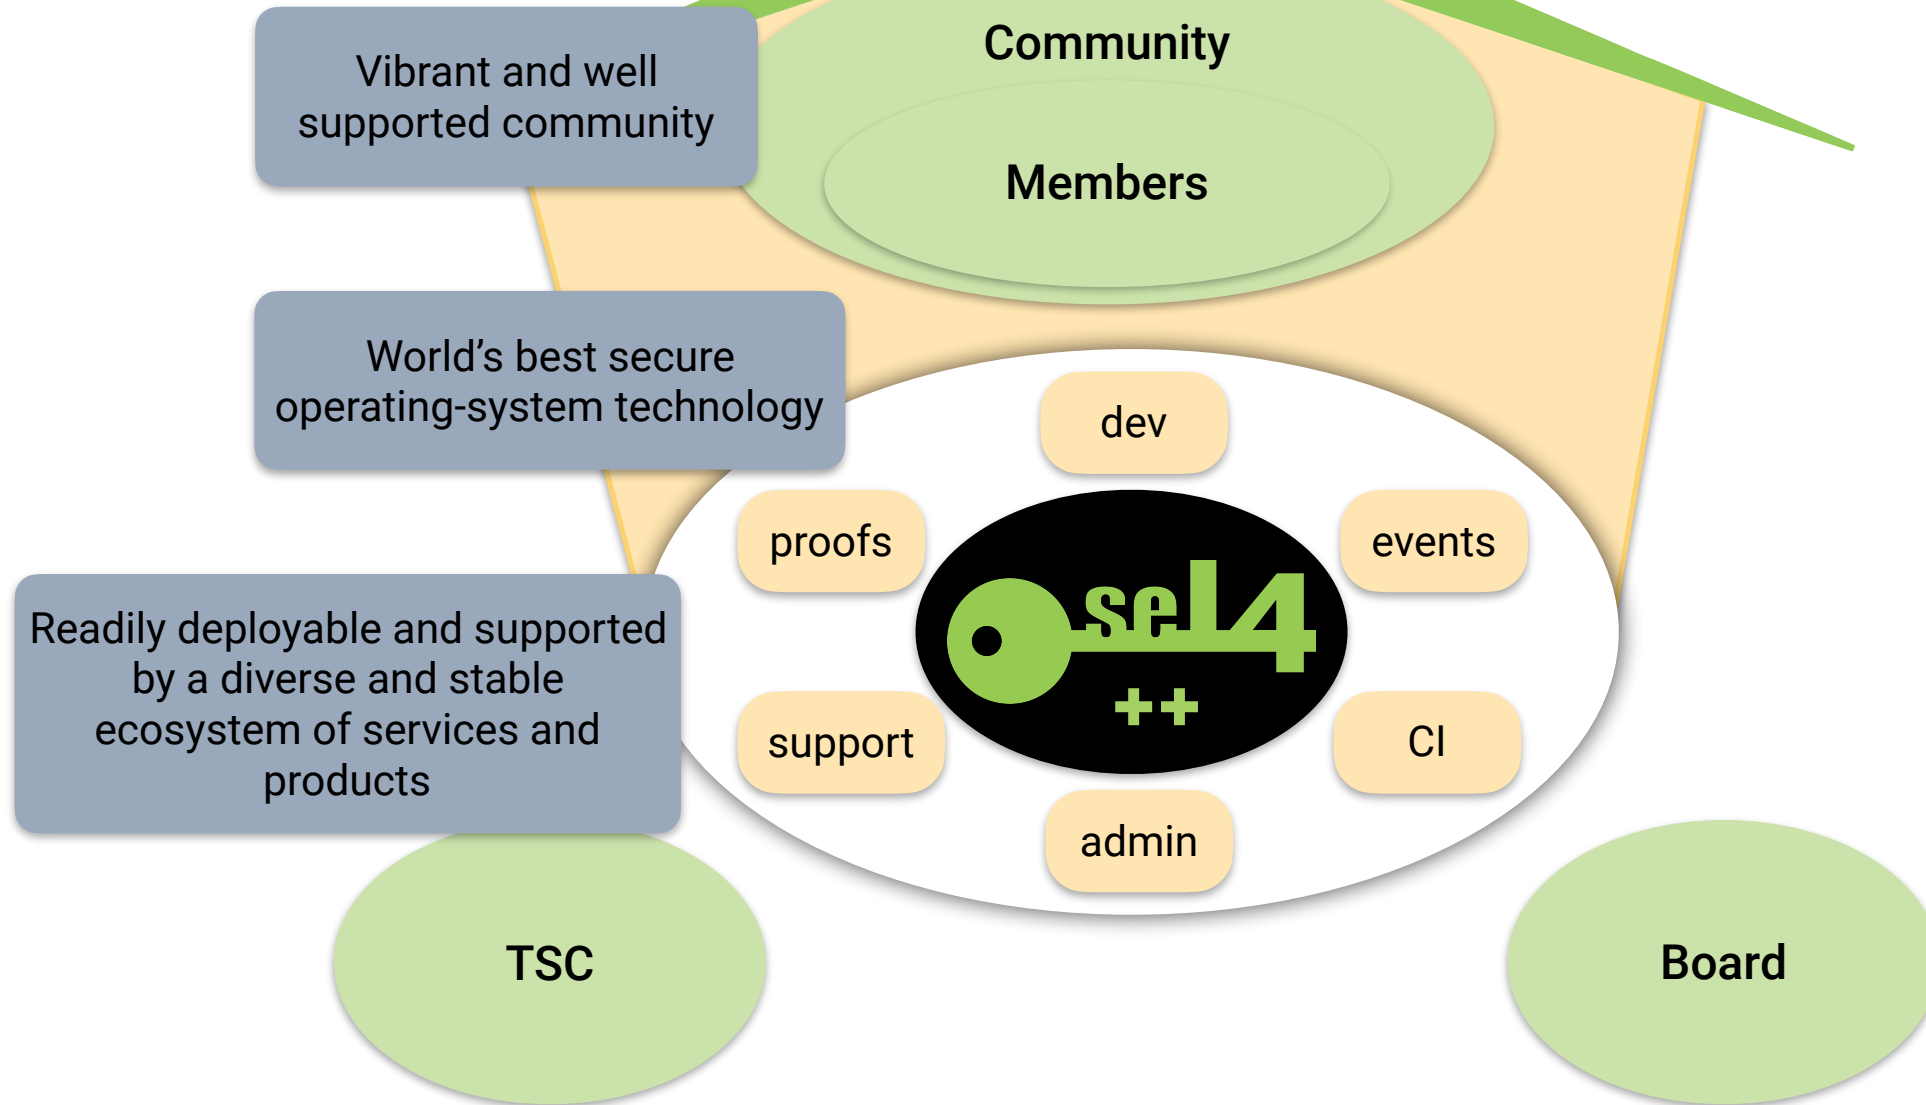 Community
Vibrant and well
supported community
Members
World’s best secure
operating-system technology
dev
proofs
events
seL4
++
Readily deployable and supported
by a diverse and stable
ecosystem of services and
products
support
CI
admin
TSC
Board